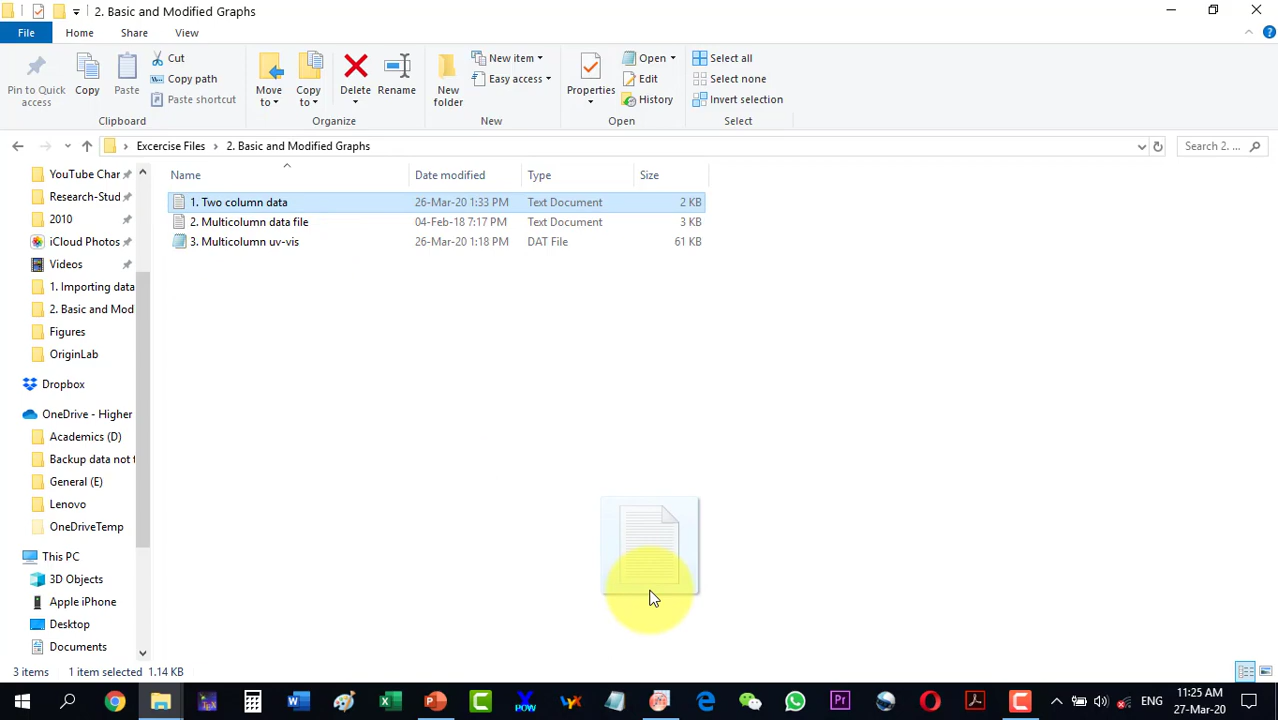 2. Basic and Modified Graphs
File Home Share View
Pin to Quick access
Copy
Paste
Cut
Copy path
Paste shortcut
Move to
Copy to
Delete
Rename
New folder
New item
Easy access
Properties
Open
Edit
History
Select all
Select none
Invert selection
Clipboard Organize New Open Select
Excercise Files > 2. Basic and Modified Graphs
Search 2. ...
Name Date modified Type Size
1. Two column data 26-Mar-20 1:33 PM Text Document 2 KB
2. Multicolumn data file 04-Feb-18 7:17 PM Text Document 3 KB
3. Multicolumn uv-vis 26-Mar-20 1:18 PM DAT File 61 KB
YouTube Char
Research-Stud
2010
iCloud Photos
Videos
1. Importing data
2. Basic and Mod
Figures
OriginLab
Dropbox
OneDrive - Higher
Academics (D)
Backup data not f
General (E)
Lenovo
OneDriveTemp
This PC
3D Objects
Apple iPhone
Desktop
Documents
3 items 1 item selected 1.14 KB
ENG
11:25 AM
27-Mar-20